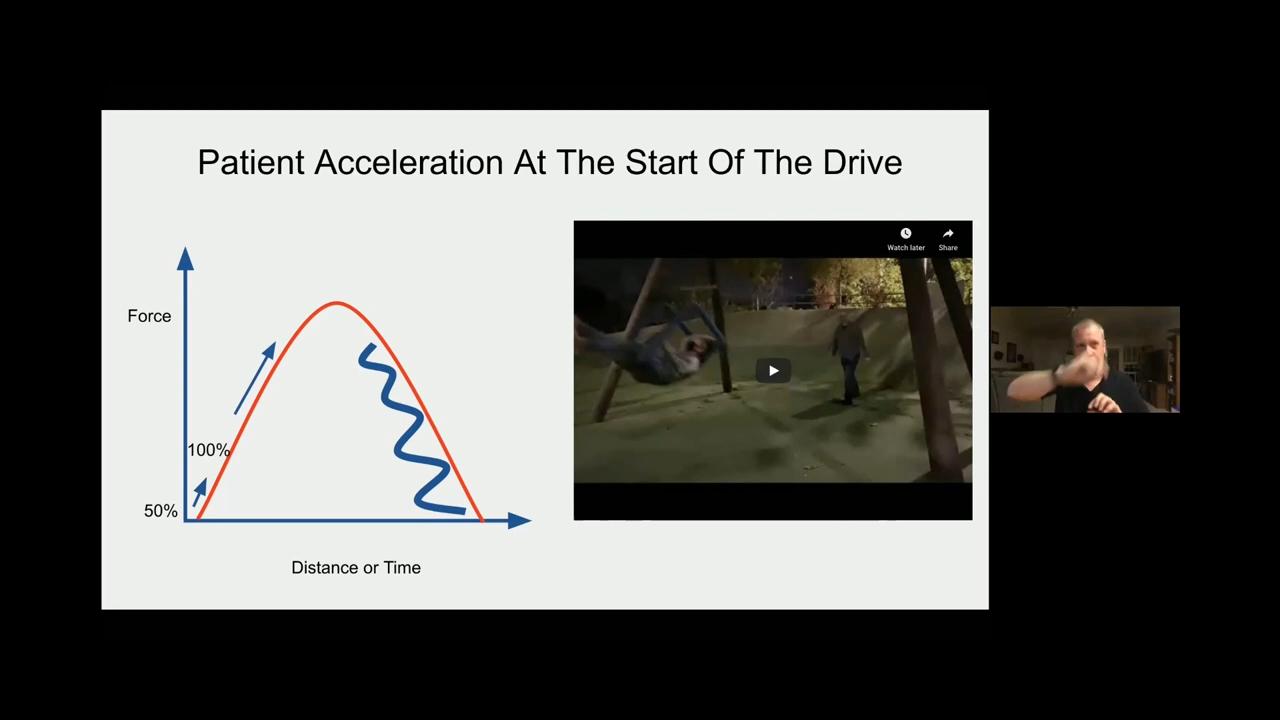 Patient Acceleration At The Start Of The Drive
Watch later
Share
Force
100%
50%
Distance or Time